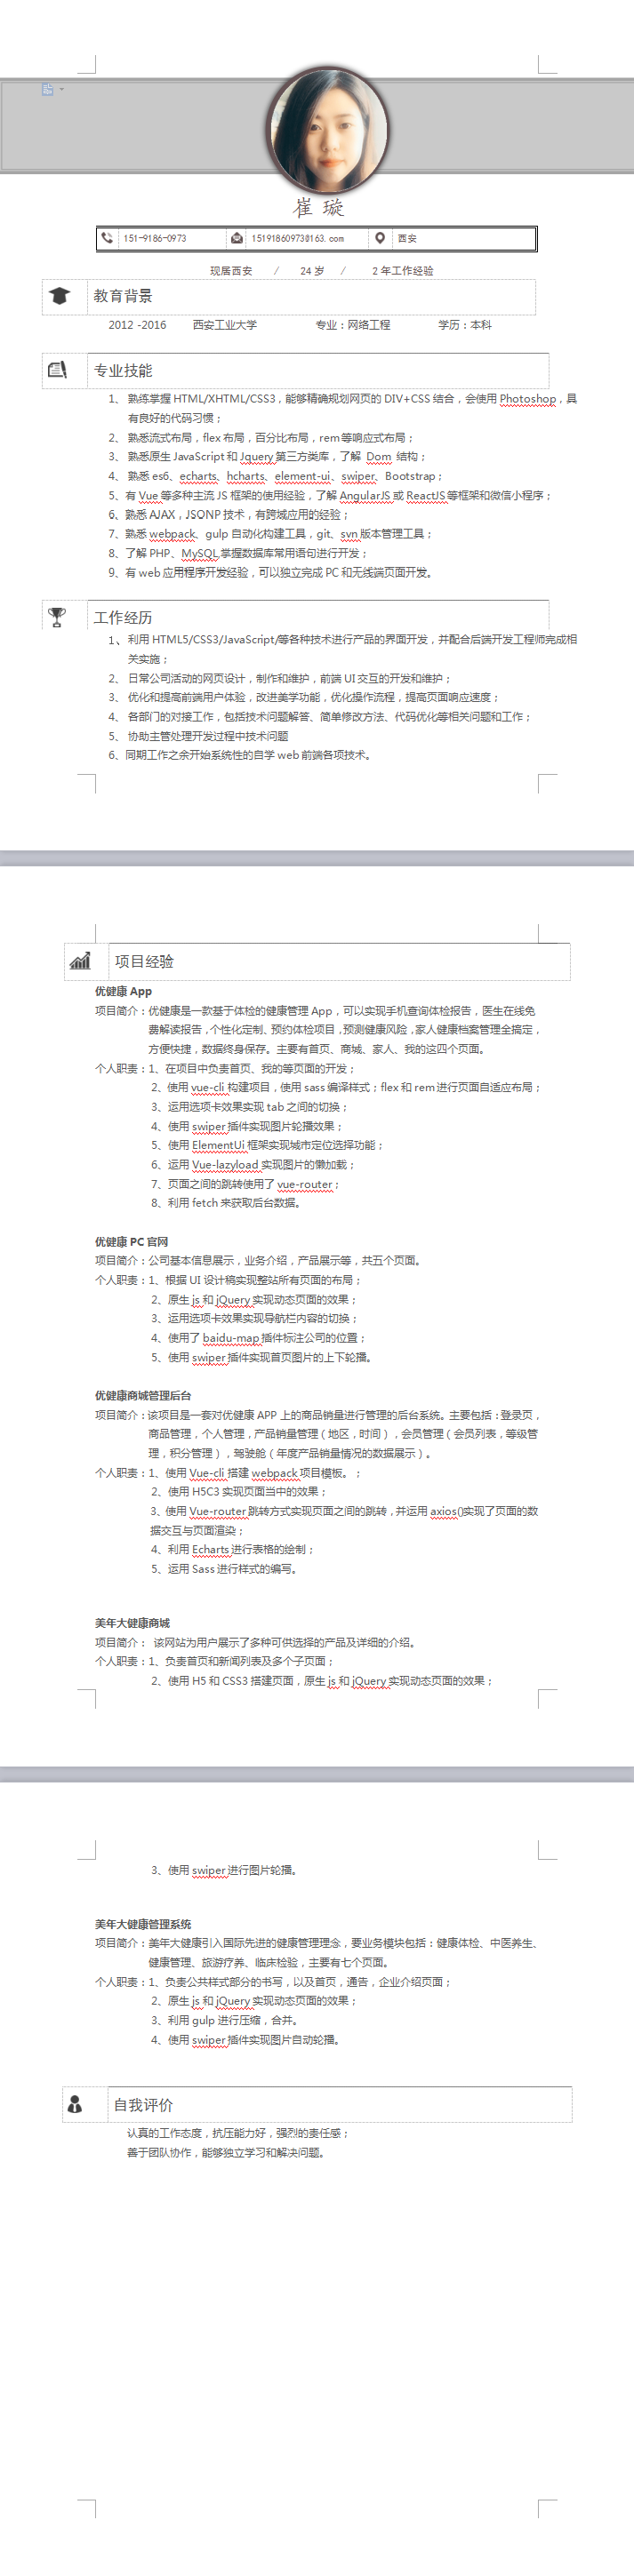 崔 璇
151-9186-0973 15191860973@163.com 西安
现居西安 / 24 岁 / 2 年工作经验
教育背景
2012 -2016 西安工业大学 专业：网络工程 学历：本科
专业技能
1、 熟练掌握 HTML/XHTML/CSS3，能够精确规划网页的 DIV+CSS 结合，会使用 Photoshop，具
有良好的代码习惯；
2、 熟悉流式布局，flex 布局，百分比布局，rem 等响应式布局；
3、 熟悉原生 JavaScript 和 Jquery 第三方类库，了解 Dom 结构；
4、 熟悉 es6、echarts、hcharts、element-ui、swiper、Bootstrap；
5、有 Vue 等多种主流 JS 框架的使用经验，了解 AngularJS 或 ReactJS 等框架和微信小程序；
6、熟悉 AJAX，JSONP 技术，有跨域应用的经验；
7、熟悉 webpack、gulp 自动化构建工具，git、svn 版本管理工具；
8、了解 PHP、MySQL 掌握数据库常用语句进行开发；
9、有 web 应用程序开发经验，可以独立完成 PC 和无线端页面开发。
工作经历
1、 利用 HTML5/CSS3/JavaScript/等各种技术进行产品的界面开发，并配合后端开发工程师完成相
关实施；
2、 日常公司活动的网页设计，制作和维护，前端 UI 交互的开发和维护；
3、 优化和提高前端用户体验，改进美学功能，优化操作流程，提高页面响应速度；
4、 各部门的对接工作，包括技术问题解答、简单修改方法、代码优化等相关问题和工作；
5、 协助主管处理开发过程中技术问题
6、同期工作之余开始系统性的自学 web 前端各项技术。
项目经验
优健康 App
项目简介：优健康是一款基于体检的健康管理 App，可以实现手机查询体检报告，医生在线免
费解读报告，个性化定制、预约体检项目，预测健康风险，家人健康档案管理全搞定，
方便快捷，数据终身保存。主要有首页、商城、家人、我的这四个页面。
个人职责：1、在项目中负责首页、我的等页面的开发；
2、使用 vue-cli 构建项目，使用 sass 编译样式；flex 和 rem 进行页面自适应布局；
3、运用选项卡效果实现 tab 之间的切换；
4、使用 swiper 插件实现图片轮播效果；
5、使用 ElementUi 框架实现城市定位选择功能；
6、运用 Vue-lazyload 实现图片的懒加载；
7、页面之间的跳转使用了 vue-router；
8、利用 fetch 来获取后台数据。
优健康 PC 官网
项目简介：公司基本信息展示，业务介绍，产品展示等，共五个页面。
个人职责：1、根据 UI 设计稿实现整站所有页面的布局；
2、原生 js 和 jQuery 实现动态页面的效果；
3、运用选项卡效果实现导航栏内容的切换；
4、使用了 baidu-map 插件标注公司的位置；
5、使用 swiper 插件实现首页图片的上下轮播。
优健康商城管理后台
项目简介：该项目是一套对优健康 APP 上的商品销量进行管理的后台系统。主要包括：登录页，
商品管理，个人管理，产品销量管理（地区，时间），会员管理（会员列表，等级管
理，积分管理），驾驶舱（年度产品销量情况的数据展示）。
个人职责：1、使用 Vue-cli 搭建 webpack 项目模板。；
2、使用 H5C3 实现页面当中的效果；
3、使用 Vue-router 跳转方式实现页面之间的跳转，并运用 axios()实现了页面的数
据交互与页面渲染；
4、利用 Echarts 进行表格的绘制；
5、运用 Sass 进行样式的编写。
美年大健康商城
项目简介： 该网站为用户展示了多种可供选择的产品及详细的介绍。
个人职责：1、负责首页和新闻列表及多个子页面；
2、使用 H5 和 CSS3 搭建页面，原生 js 和 jQuery 实现动态页面的效果；
3、使用 swiper 进行图片轮播。
美年大健康管理系统
项目简介：美年大健康引入国际先进的健康管理理念，要业务模块包括：健康体检、中医养生、
健康管理、旅游疗养、临床检验，主要有七个页面。
个人职责：1、负责公共样式部分的书写，以及首页，通告，企业介绍页面；
2、原生 js 和 jQuery 实现动态页面的效果；
3、利用 gulp 进行压缩，合并。
4、使用 swiper 插件实现图片自动轮播。
自我评价
认真的工作态度，抗压能力好，强烈的责任感；
善于团队协作，能够独立学习和解决问题。